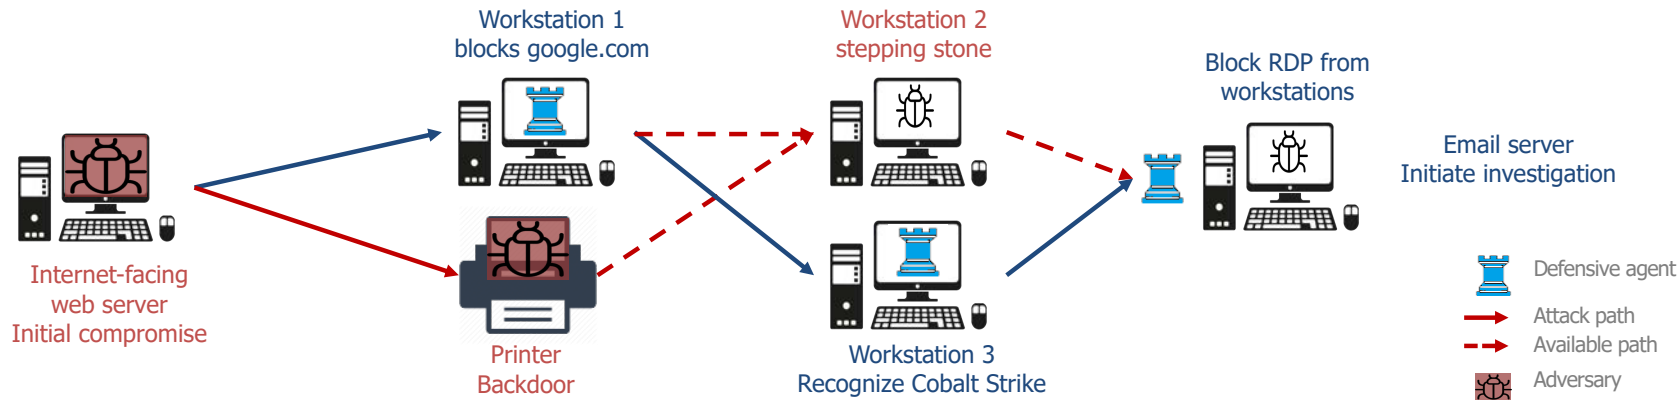 Workstation 1
blocks google.com
Workstation 2
stepping stone
Block RDP from
workstations
Email server
Initiate investigation
Internet-facing
web server
Initial compromise
Printer
Backdoor
Workstation 3
Recognize Cobalt Strike
Defensive agent
Attack path
Available path
Adversary